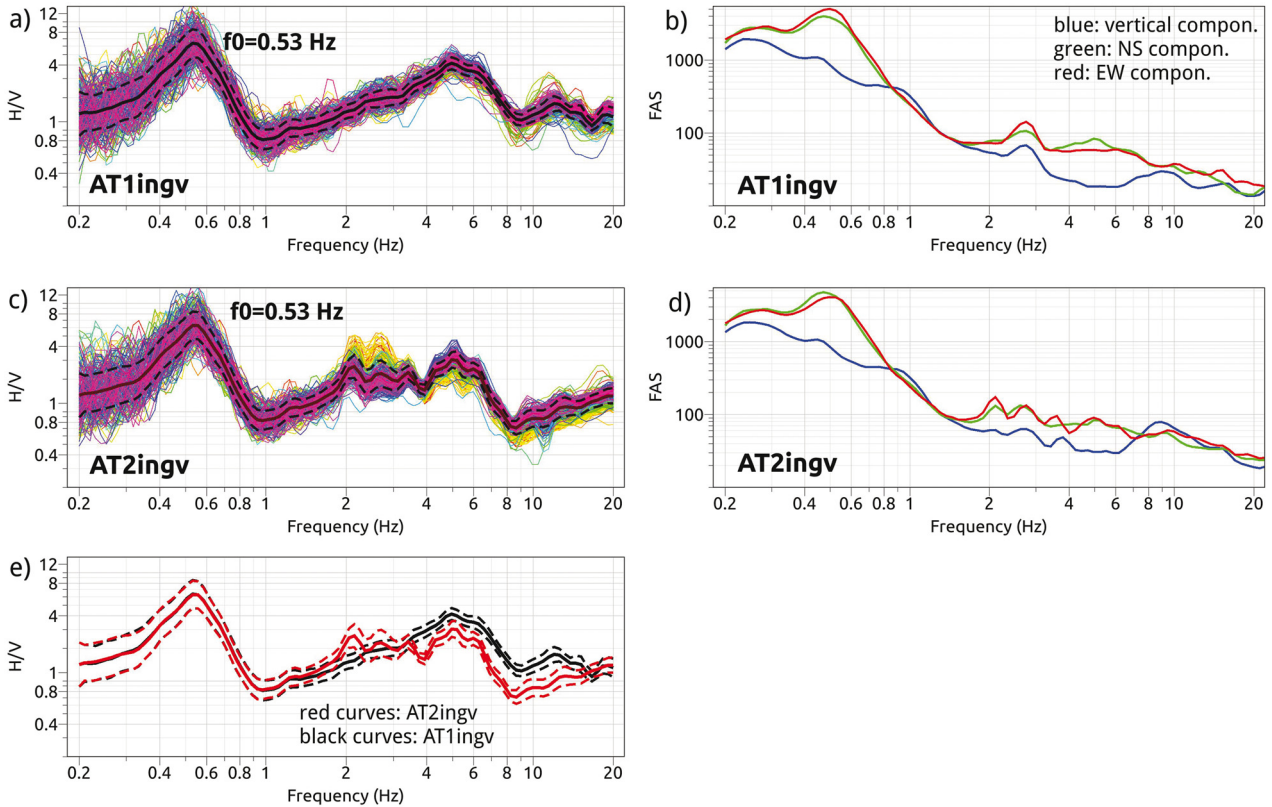 a)
12
8
4
1
0.8
0.4
H/V
f0=0.53 Hz
AT1ingv
0.2 0.4 0.6 0.8 1 2 4 6 8 10 20
Frequency (Hz)
b)
1000
100
FAS
blue: vertical compon.
green: NS compon.
red: EW compon.
AT1ingv
0.2 0.4 0.6 0.8 1 2 4 6 8 10 20
Frequency (Hz)
c)
12
8
4
1
0.8
0.4
H/V
f0=0.53 Hz
AT2ingv
0.2 0.4 0.6 0.8 1 2 4 6 8 10 20
Frequency (Hz)
d)
1000
100
FAS
AT2ingv
0.2 0.4 0.6 0.8 1 2 4 6 8 10 20
Frequency (Hz)
e)
12
8
4
1
0.8
0.4
H/V
red curves: AT2ingv
black curves: AT1ingv
0.2 0.4 0.6 0.8 1 2 4 6 8 10 20
Frequency (Hz)